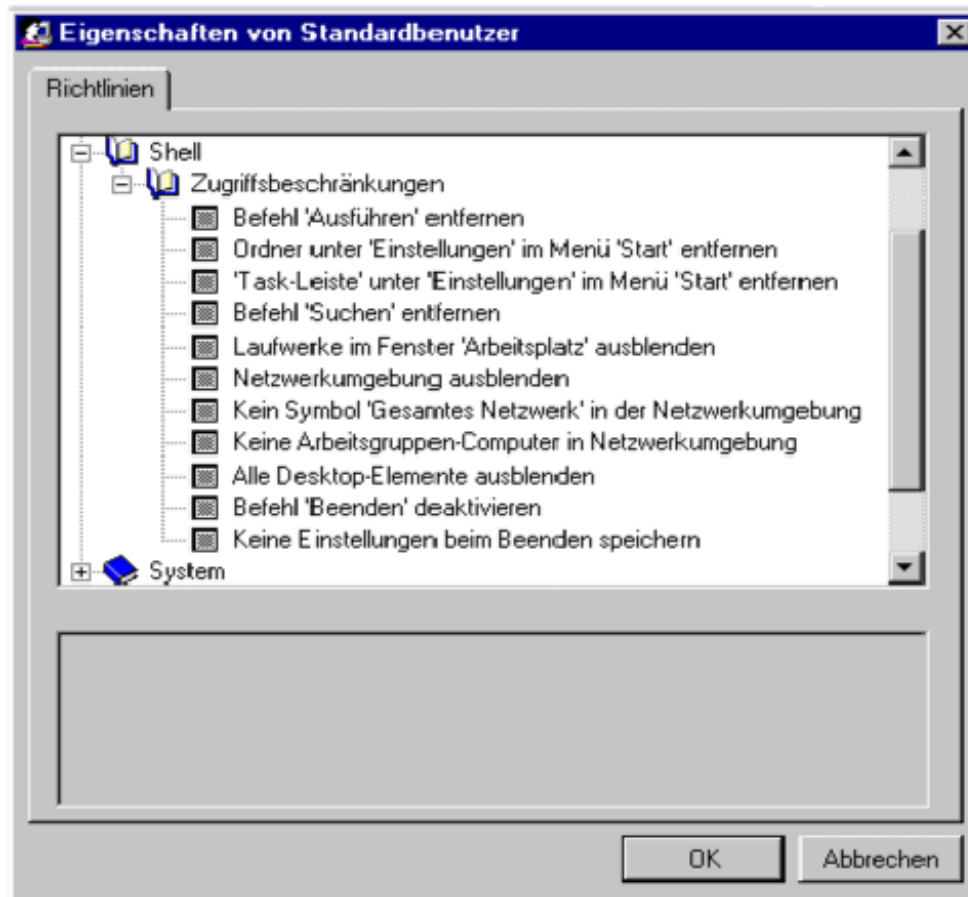 Eigenschaften von Standardbenutzer
Richtlinien
Shell
Zugriffsbeschränkungen
Befehl 'Ausführen' entfernen
Ordner unter 'Einstellungen' im Menü 'Start' entfernen
'Task-Leiste' unter 'Einstellungen' im Menü 'Start' entfernen
Befehl 'Suchen' entfernen
Laufwerke im Fenster 'Arbeitsplatz' ausblenden
Netzwerkumgebung ausblenden
Kein Symbol 'Gesamtes Netzwerk' in der Netzwerkumgebung
Keine Arbeitsgruppen-Computer in Netzwerkumgebung
Alle Desktop-Elemente ausblenden
Befehl 'Beenden' deaktivieren
Keine Einstellungen beim Beenden speichern
System
OK Abbrechen